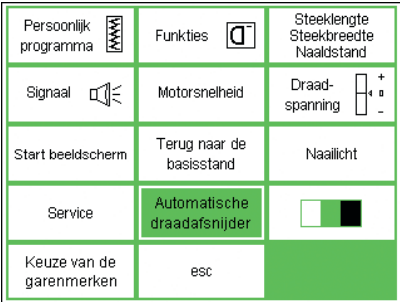 Persoonlijk
programma
Funkties
D
Steeklengte
Steekbreedte
Naaldstand
Signaal
Motorsnelheid
Draad-
spanning
+
0
-
Start beeldscherm
Terug naar de
basisstand
Naailicht
Service
Automatische
draadafsnijder
Keuze van de
garenmerken
esc